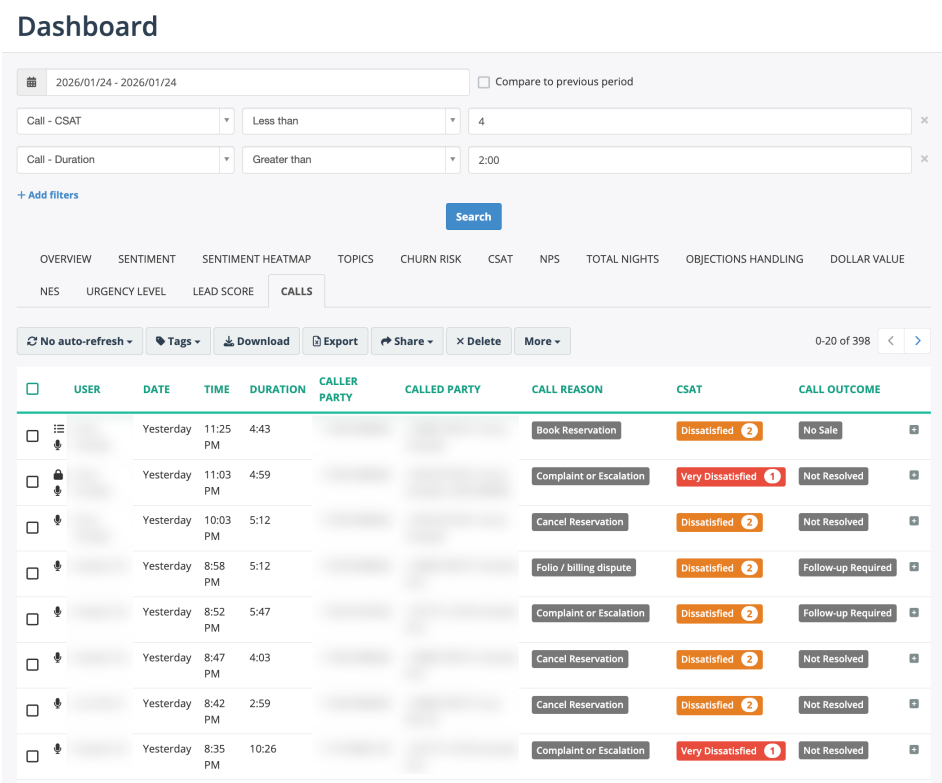 Dashboard
2026/01/24 - 2026/01/24 Compare to previous period
Call - CSAT Less than 4
Call - Duration Greater than 2:00
+ Add filters
Search
OVERVIEW SENTIMENT SENTIMENT HEATMAP TOPICS CHURN RISK CSAT NPS TOTAL NIGHTS OBJECTIONS HANDLING DOLLAR VALUE
NES URGENCY LEVEL LEAD SCORE CALLS
No auto-refresh Tags Download Export Share Delete More 0-20 of 398
USER DATE TIME DURATION CALLER PARTY CALLED PARTY CALL REASON CSAT CALL OUTCOME
Yesterday 11:25 PM 4:43 Book Reservation Dissatisfied 2 No Sale
Yesterday 11:03 PM 4:59 Complaint or Escalation Very Dissatisfied 1 Not Resolved
Yesterday 10:03 PM 5:12 Cancel Reservation Dissatisfied 2 Not Resolved
Yesterday 8:58 PM 5:12 Folio / billing dispute Dissatisfied 2 Follow-up Required
Yesterday 8:52 PM 5:47 Complaint or Escalation Dissatisfied 2 Follow-up Required
Yesterday 8:47 PM 4:03 Cancel Reservation Dissatisfied 2 Not Resolved
Yesterday 8:42 PM 2:59 Cancel Reservation Dissatisfied 2 Not Resolved
Yesterday 8:35 PM 10:26 Complaint or Escalation Very Dissatisfied 1 Not Resolved